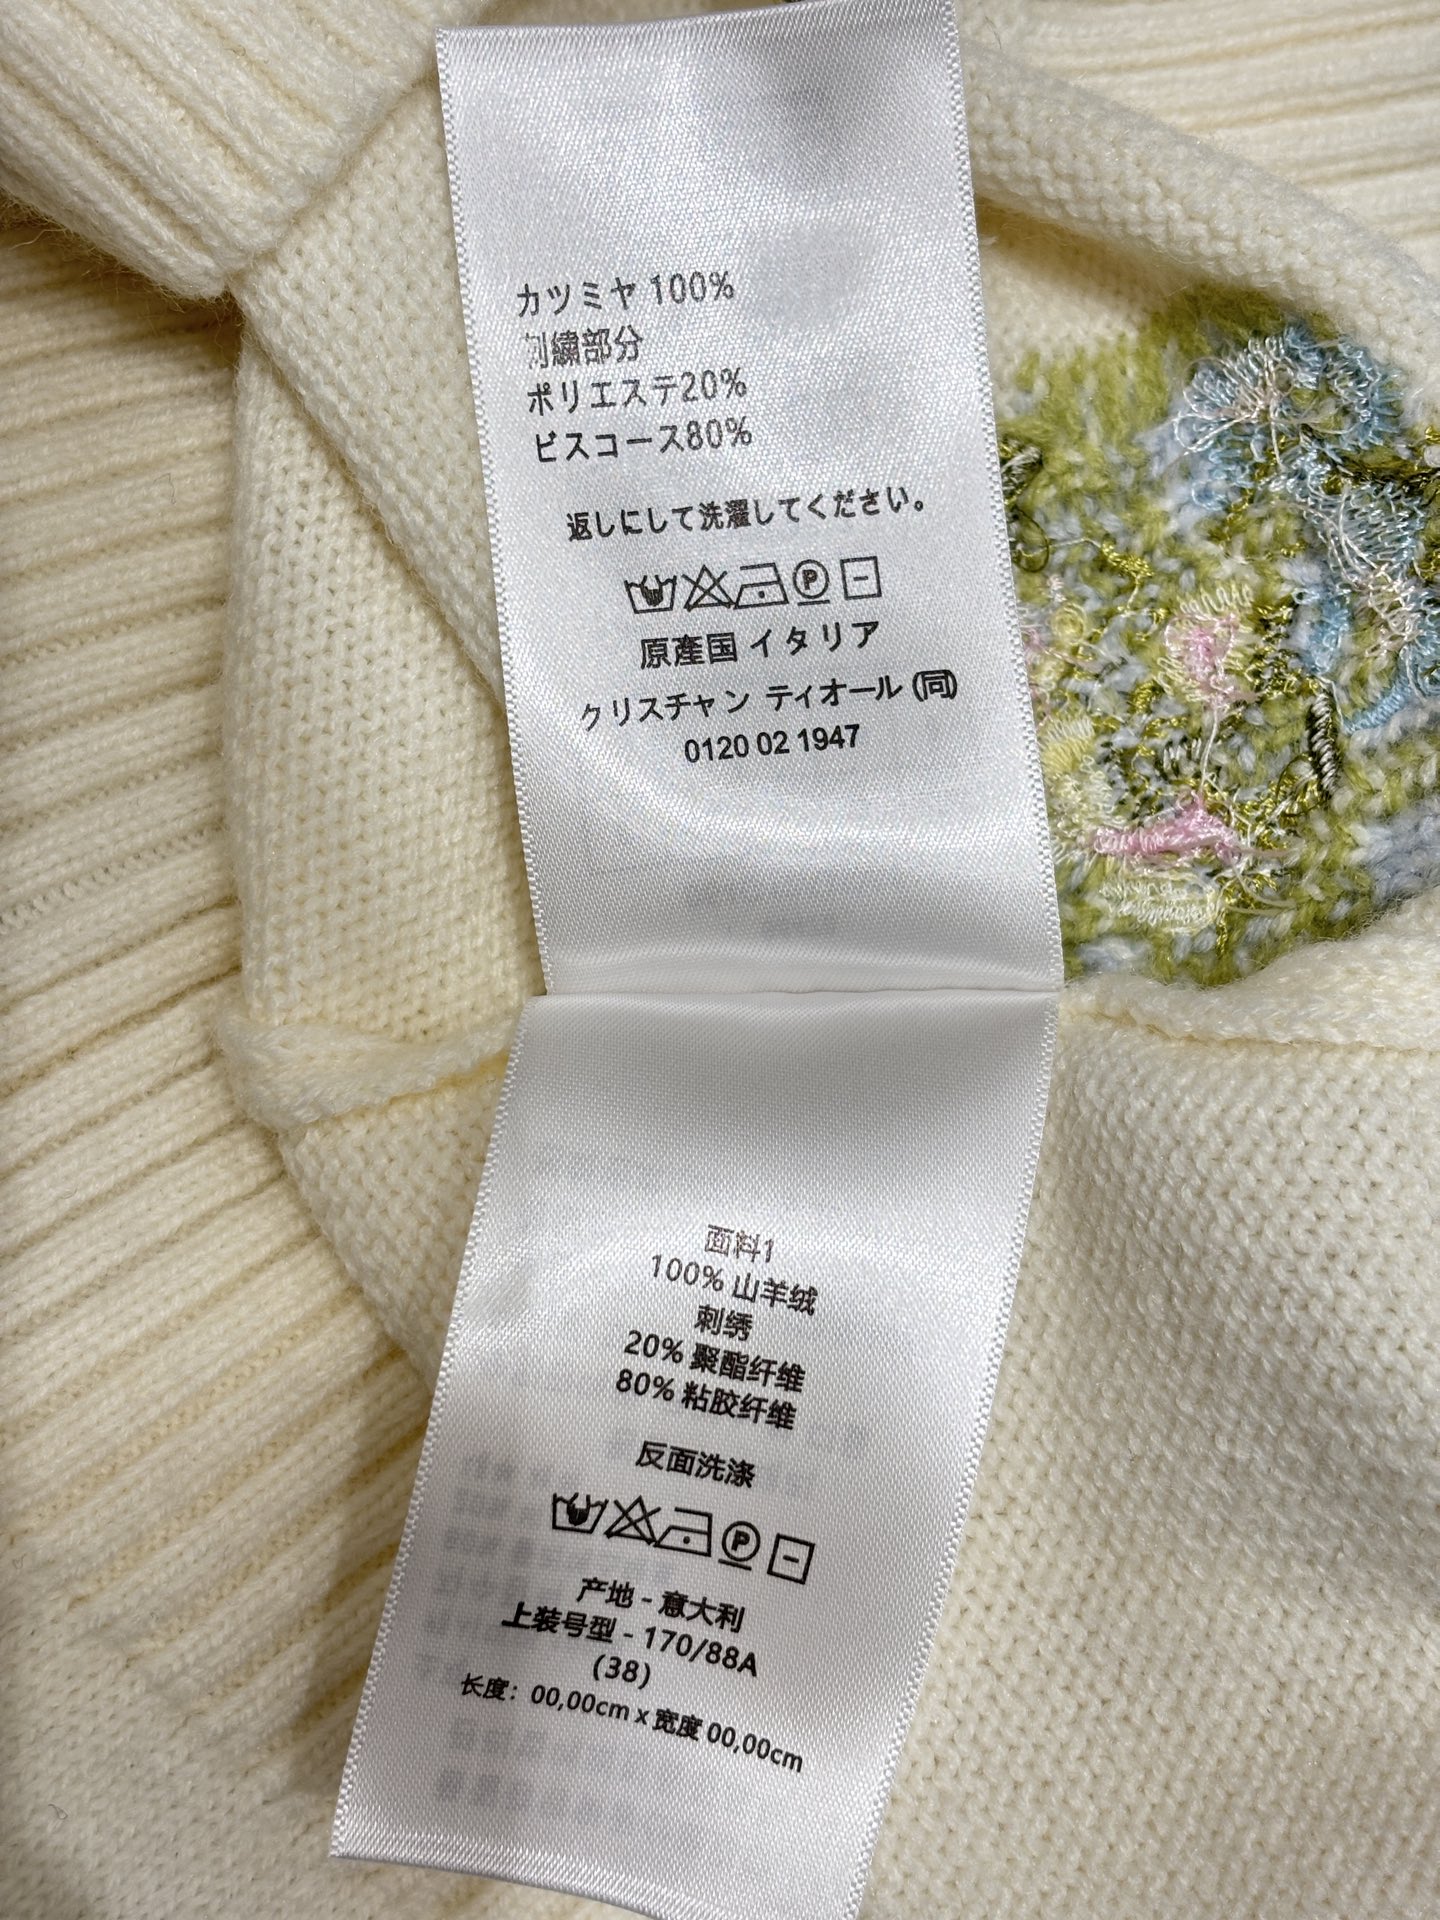 カツミヤ 100%
刺繍部分
ポリエステ20%
ビスコース80%
返しにして洗濯してください。
P
原産国 イタリア
クリスチャン ティオール (同)
0120 02 1947
面料1
100% 山羊绒
刺绣
20% 聚酯纤维
80% 粘胶纤维
反面洗涤
P
产地 - 意大利
上装号型 - 170/88A
(38)
长度：00,00cm x 宽度 00,00cm